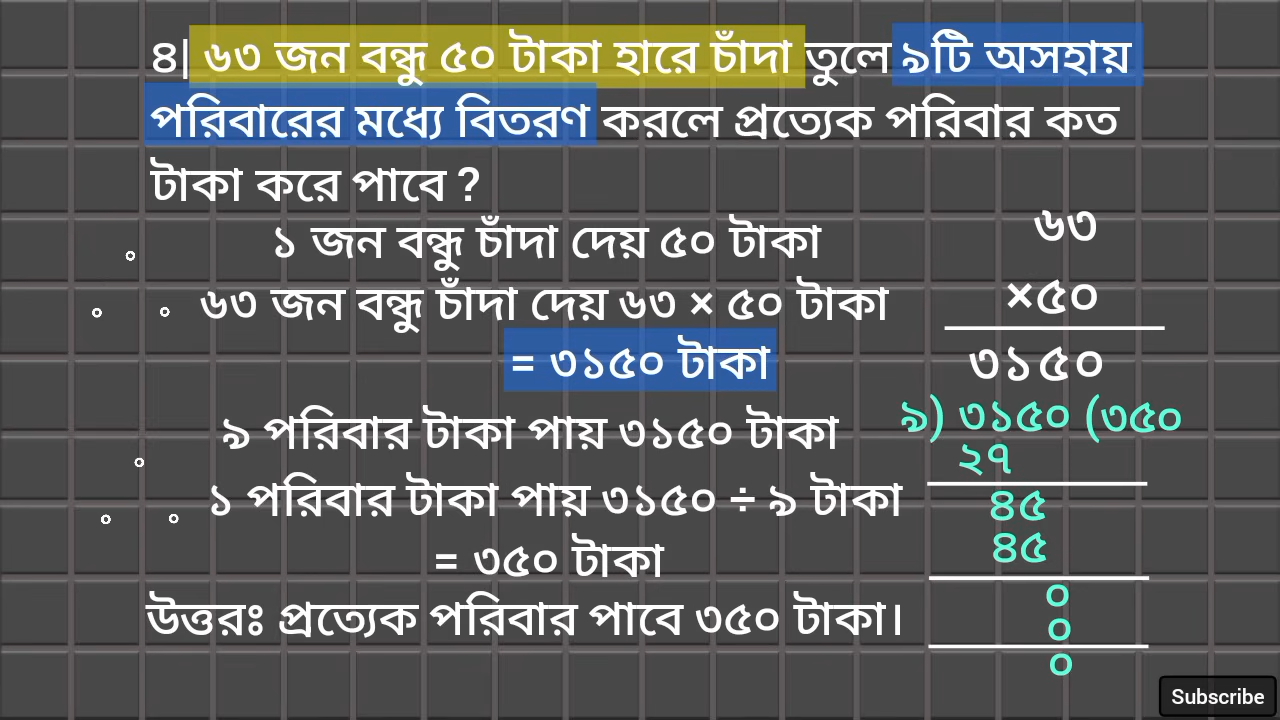 ৪| ৬৩ জন বন্ধু ৫০ টাকা হারে চাঁদা তুলে ৯টি অসহায়
পরিবারের মধ্যে বিতরণ করলে প্রত্যেক পরিবার কত
টাকা করে পাবে ?
১ জন বন্ধু চাঁদা দেয় ৫০ টাকা
৬৩ জন বন্ধু চাঁদা দেয় ৬৩ × ৫০ টাকা
= ৩১৫০ টাকা
৯ পরিবার টাকা পায় ৩১৫০ টাকা
১ পরিবার টাকা পায় ৩১৫০ ÷ ৯ টাকা
= ৩৫০ টাকা
উত্তরঃ প্রত্যেক পরিবার পাবে ৩৫০ টাকা।
৬৩
×৫০
৩১৫০
৯) ৩১৫০ (৩৫০
২৭
৪৫
৪৫
০
০
০
Subscribe